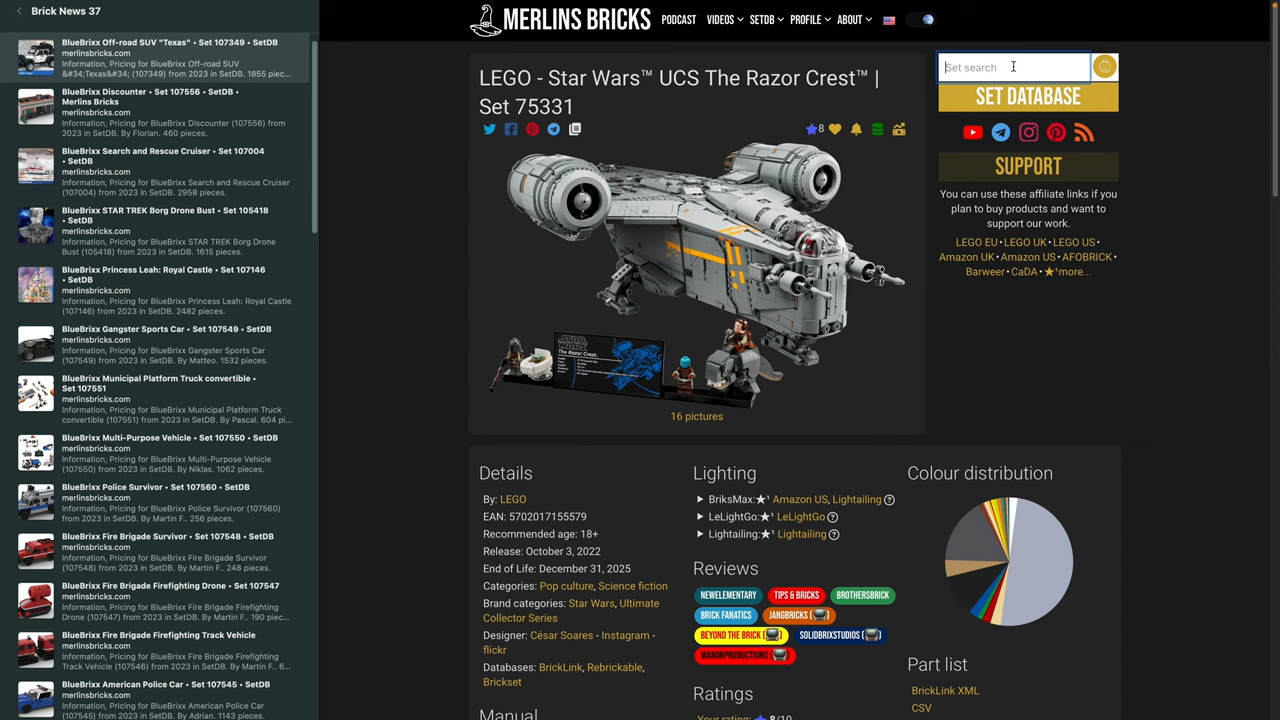 Brick News 37
BlueBrixx Off-road SUV "Texas" • Set 107349 • SetDB
merlinsbricks.com
Information, Pricing for BlueBrixx Off-road SUV
&#34;Texas&#34; (107349) from 2023 in SetDB. 1855 piec...
BlueBrixx Discounter • Set 107556 • SetDB •
Merlins Bricks
merlinsbricks.com
Information, Pricing for BlueBrixx Discounter (107556)
from 2023 in SetDB. By Florian. 460 pieces.
BlueBrixx Search and Rescue Cruiser • Set 107004
• SetDB
merlinsbricks.com
Information, Pricing for BlueBrixx Search and Rescue Cruiser
(107004) from 2023 in SetDB. 2958 pieces.
BlueBrixx STAR TREK Borg Drone Bust • Set 105418
• SetDB
merlinsbricks.com
Information, Pricing for BlueBrixx STAR TREK Borg Drone
Bust (105418) from 2023 in SetDB. 1615 pieces.
BlueBrixx Princess Leah: Royal Castle • Set 107146
• SetDB
merlinsbricks.com
Information, Pricing for BlueBrixx Princess Leah: Royal Castle
(107146) from 2023 in SetDB. 2482 pieces.
BlueBrixx Gangster Sports Car • Set 107549 • SetDB
merlinsbricks.com
Information, Pricing for BlueBrixx Gangster Sports Car
(107549) from 2023 in SetDB. By Matteo. 1532 pieces.
BlueBrixx Municipal Platform Truck convertible •
Set 107551
merlinsbricks.com
Information, Pricing for BlueBrixx Municipal Platform Truck
convertible (107551) from 2023 in SetDB. By Pascal. 604 pi...
BlueBrixx Multi-Purpose Vehicle • Set 107550 • SetDB
merlinsbricks.com
Information, Pricing for BlueBrixx Multi-Purpose Vehicle
(107550) from 2023 in SetDB. By Niklas. 1062 pieces.
BlueBrixx Police Survivor • Set 107560 • SetDB
merlinsbricks.com
Information, Pricing for BlueBrixx Police Survivor (107560)
from 2023 in SetDB. By Martin F.. 256 pieces.
BlueBrixx Fire Brigade Survivor • Set 107548 • SetDB
merlinsbricks.com
Information, Pricing for BlueBrixx Fire Brigade Survivor
(107548) from 2023 in SetDB. By Martin F.. 248 pieces.
BlueBrixx Fire Brigade Firefighting Drone • Set 107547
merlinsbricks.com
Information, Pricing for BlueBrixx Fire Brigade Firefighting
Drone (107547) from 2023 in SetDB. By Martin F.. 190 piec...
BlueBrixx Fire Brigade Firefighting Track Vehicle
merlinsbricks.com
Information, Pricing for BlueBrixx Fire Brigade Firefighting
Track Vehicle (107546) from 2023 in SetDB. By Martin F.. 6...
BlueBrixx American Police Car • Set 107545 • SetDB
merlinsbricks.com
Information, Pricing for BlueBrixx American Police Car
(107545) from 2023 in SetDB. By Adrian. 1143 pieces.
MERLINS BRICKS PODCAST VIDEOS SETDB PROFILE ABOUT
LEGO - Star Wars™ UCS The Razor Crest™ |
Set 75331
8
STAR WARS
The Razor Crest™
16 pictures
Set search
SET DATABASE
SUPPORT
You can use these affiliate links if you
plan to buy products and want to
support our work.
LEGO EU • LEGO UK • LEGO US •
Amazon UK • Amazon US • AFOBRICK •
Barweer • CaDA • ★¹more...
Details
By: LEGO
EAN: 5702017155579
Recommended age: 18+
Release: October 3, 2022
End of Life: December 31, 2025
Categories: Pop culture, Science fiction
Brand categories: Star Wars, Ultimate
Collector Series
Designer: César Soares - Instagram -
flickr
Databases: BrickLink, Rebrickable,
Brickset
Manual
Lighting
▶ BriksMax:★¹ Amazon US, Lightailing ?
▶ LeLightGo:★¹ LeLightGo ?
▶ Lightailing:★¹ Lightailing ?
Reviews
NEWELEMENTARY TIPS & BRICKS BROTHERSBRICK
BRICK FANATICS JANGBRICKS [📺]
BEYOND THE BRICK [📺] SOLIDBRIXSTUDIOS [📺]
MANDRPRODUCTIONS [📺]
Ratings
Your rating: ★ 8/10
Colour distribution
Part list
BrickLink XML
CSV